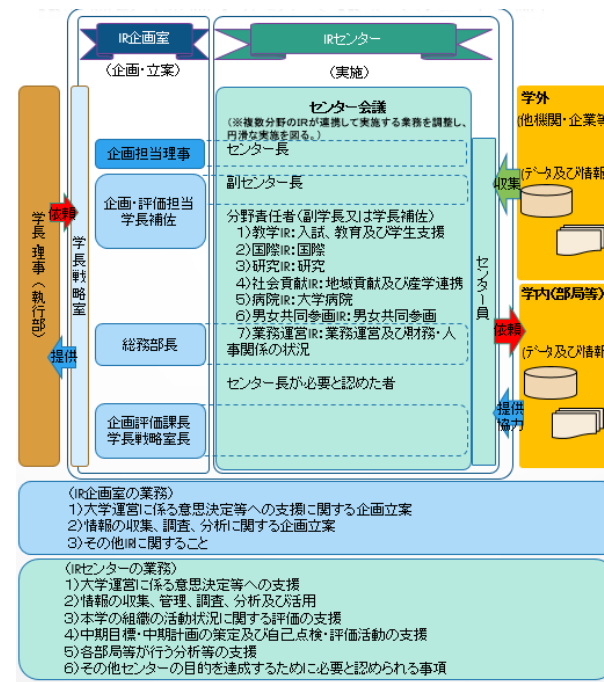 IR企画室
(企画・立案)
IRセンター
(実施)
学長・理事(執行部)
依頼
提供
学長戦略室
企画担当理事
企画・評価担当
学長補佐
総務部長
企画評価課長
学長戦略室長
センター会議
(※複数分野のIRが連携して実施する業務を調整し、
円滑な実施を図る。)
センター長
副センター長
分野責任者(副学長又は学長補佐)
1)教学IR:入試、教育及び学生支援
2)国際IR:国際
3)研究IR:研究
4)社会貢献IR:地域貢献及び産学連携
5)病院IR:大学病院
6)男女共同参画IR:男女共同参画
7)業務運営IR:業務運営及び財務・人
事関係の状況
センター長が必要と認めた者
センター員
収集
依頼
提供
協力
学外
(他機関・企業等
(データ及び情報
学内(部局等)
(データ及び情報
(IR企画室の業務)
1)大学運営に係る意思決定等への支援に関する企画立案
2)情報の収集、調査、分析に関する企画立案
3)その他IRに関すること
(IRセンターの業務)
1)大学運営に係る意思決定等への支援
2)情報の収集、管理、調査、分析及び活用
3)本学の組織の活動状況に関する評価の支援
4)中期目標・中期計画の策定及び自己点検・評価活動の支援
5)各部局等が行う分析等の支援
6)その他センターの目的を達成するために必要と認められる事項